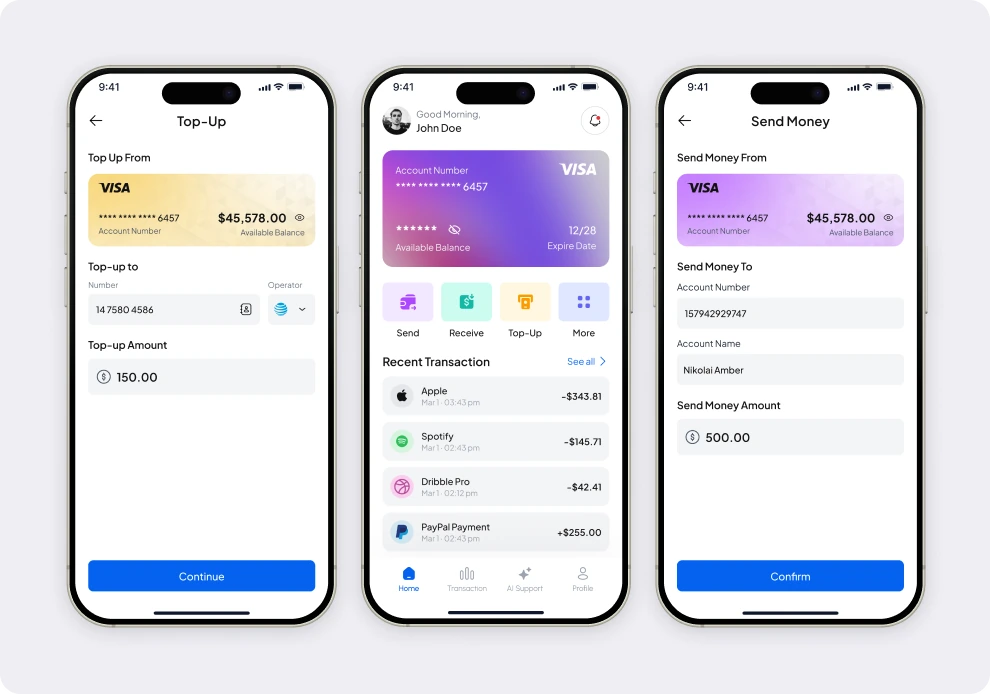 9:41
Top-Up
Top Up From
VISA
**** **** **** 6457
$45,578.00
Account Number
Available Balance
Top-up to
Number
Operator
14 7580 4586
Top-up Amount
$ 150.00
Continue
9:41
Good Morning,
John Doe
Account Number
VISA
**** **** **** 6457
******
12/28
Available Balance
Expire Date
$
Send
Receive
Top-Up
More
Recent Transaction
See all
Apple
Mar 1 · 03:43 pm
-$343.81
Spotify
Mar 1 · 02:43 pm
-$145.71
Dribble Pro
Mar 1 · 02:12 pm
-$42.41
PayPal Payment
Mar 1 · 02:43 pm
+$255.00
Home
Transaction
AI Support
Profile
9:41
Send Money
Send Money From
VISA
**** **** **** 6457
$45,578.00
Account Number
Available Balance
Send Money To
Account Number
157942929747
Account Name
Nikolai Amber
Send Money Amount
$ 500.00
Confirm